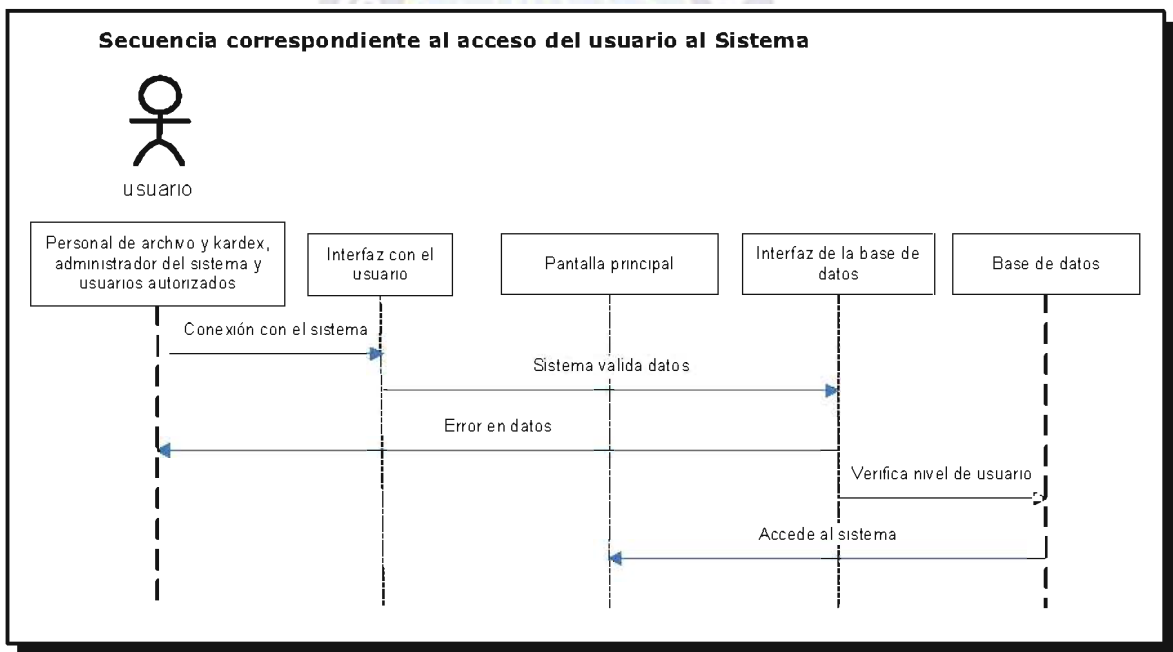 Secuencia correspondiente al acceso del usuario al Sistema
usuario
Personal de archivo y kardex,
administrador del sistema y
usuarios autorizados
Interfaz con el
usuario
Pantalla principal
Interfaz de la base de
datos
Base de datos
Conexión con el sistema
Sistema valida datos
Error en datos
Verifica nivel de usuario
Accede al sistema